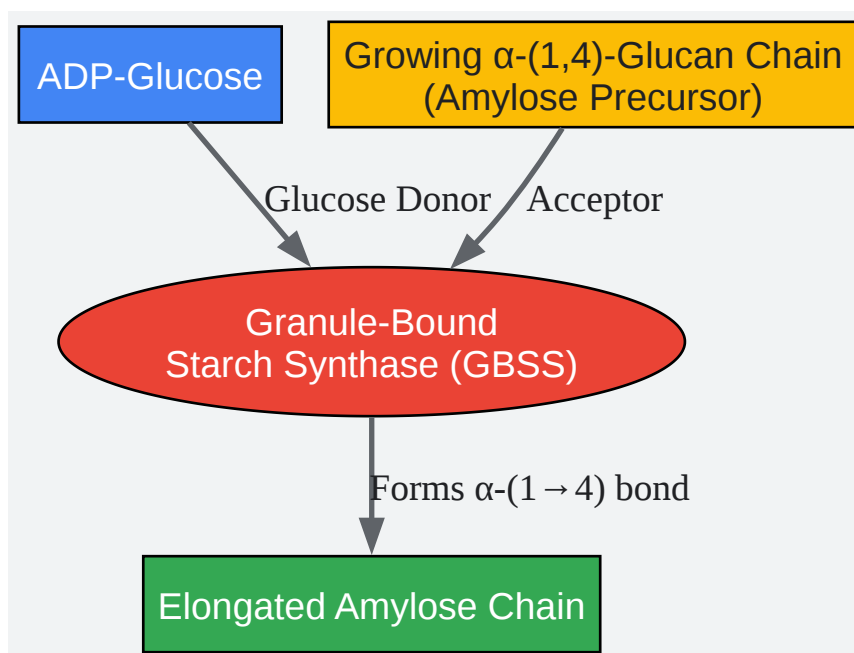 ADP-Glucose
Growing α-(1,4)-Glucan Chain
(Amylose Precursor)
Glucose Donor
Acceptor
Granule-Bound
Starch Synthase (GBSS)
Forms α-(1→4) bond
Elongated Amylose Chain